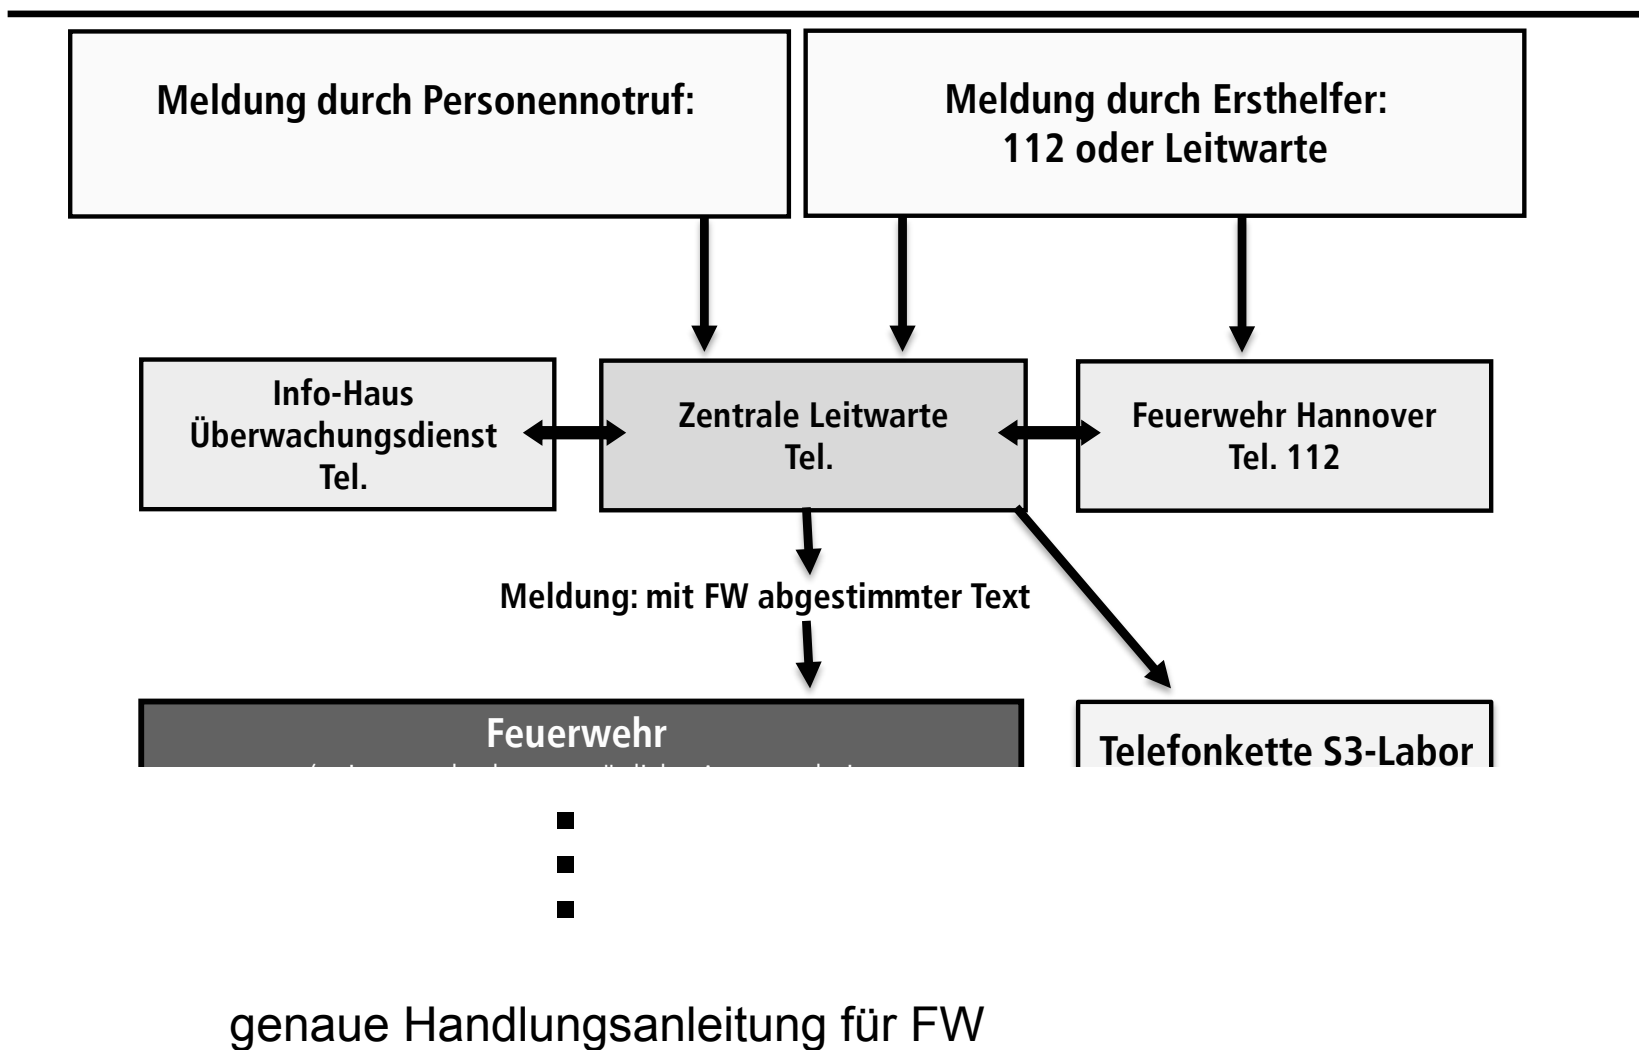 Meldung durch Personennotruf:
Meldung durch Ersthelfer:
112 oder Leitwarte
Info-Haus
Überwachungsdienst
Tel.
Zentrale Leitwarte
Tel.
Feuerwehr Hannover
Tel. 112
Meldung: mit FW abgestimmter Text
Feuerwehr
Telefonkette S3-Labor
genaue Handlungsanleitung für FW